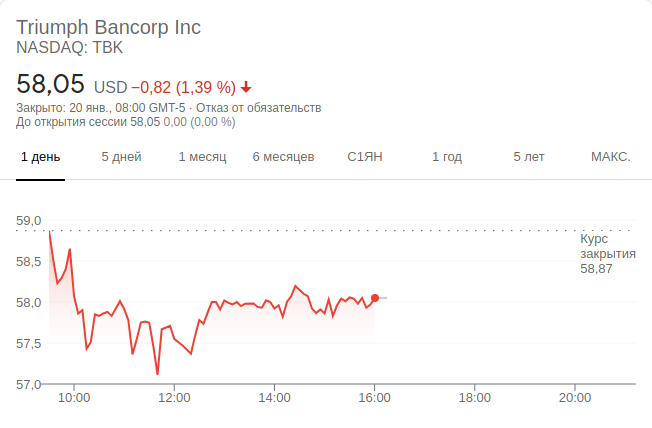 Triumph Bancorp Inc
NASDAQ: TBK
58,05 USD −0,82 (1,39 %)
Закрыто: 20 янв., 08:00 GMT-5 · Отказ от обязательств
До открытия сессии 58,05 0,00 (0,00 %)
1 день 5 дней 1 месяц 6 месяцев С1ЯН 1 год 5 лет МАКС.
59,0
Курс
закрытия
58,87
58,5
58,0
57,5
57,0
10:00 12:00 14:00 16:00 18:00 20:00